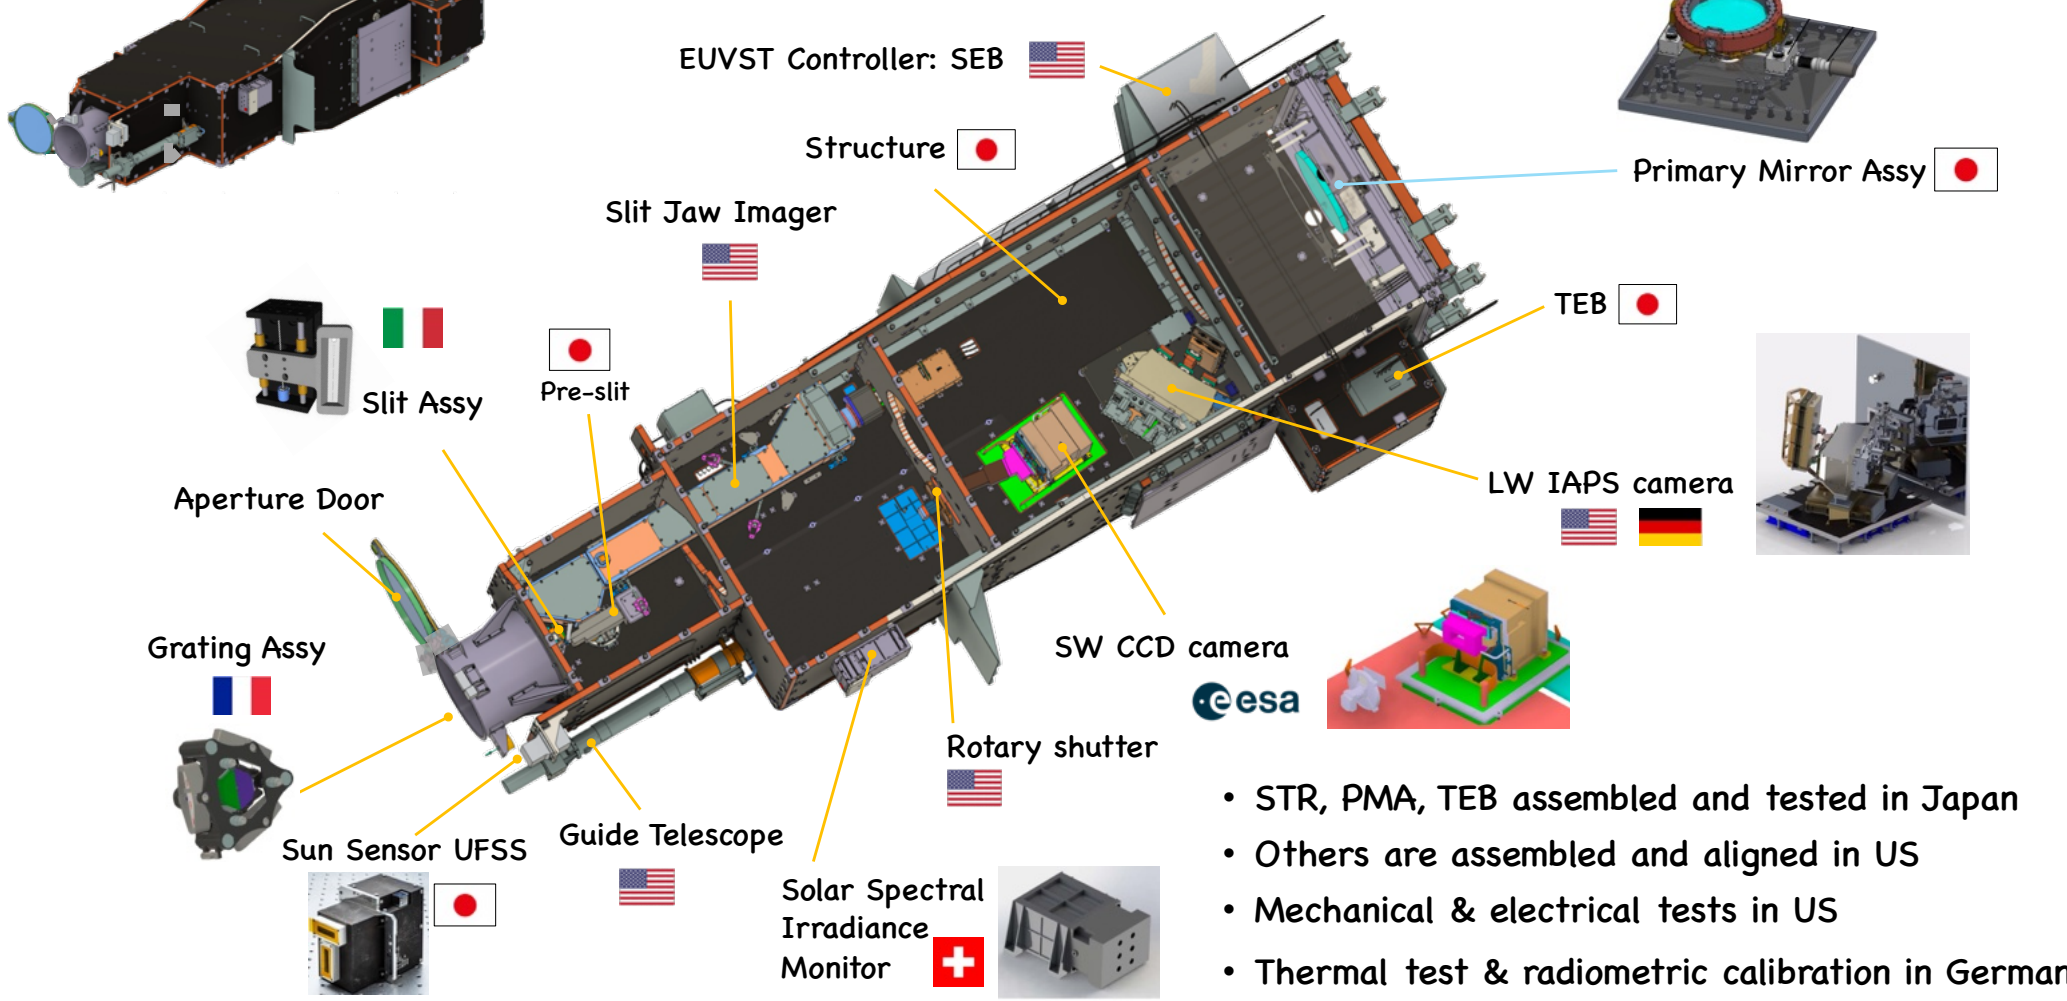 EUVST Controller: SEB
Structure
Primary Mirror Assy
Slit Jaw Imager
TEB
Pre-slit
Slit Assy
LW IAPS camera
Aperture Door
Grating Assy
SW CCD camera
esa
Rotary shutter
Sun Sensor UFSS
Guide Telescope
Solar Spectral
Irradiance
Monitor
• STR, PMA, TEB assembled and tested in Japan
• Others are assembled and aligned in US
• Mechanical & electrical tests in US
• Thermal test & radiometric calibration in German